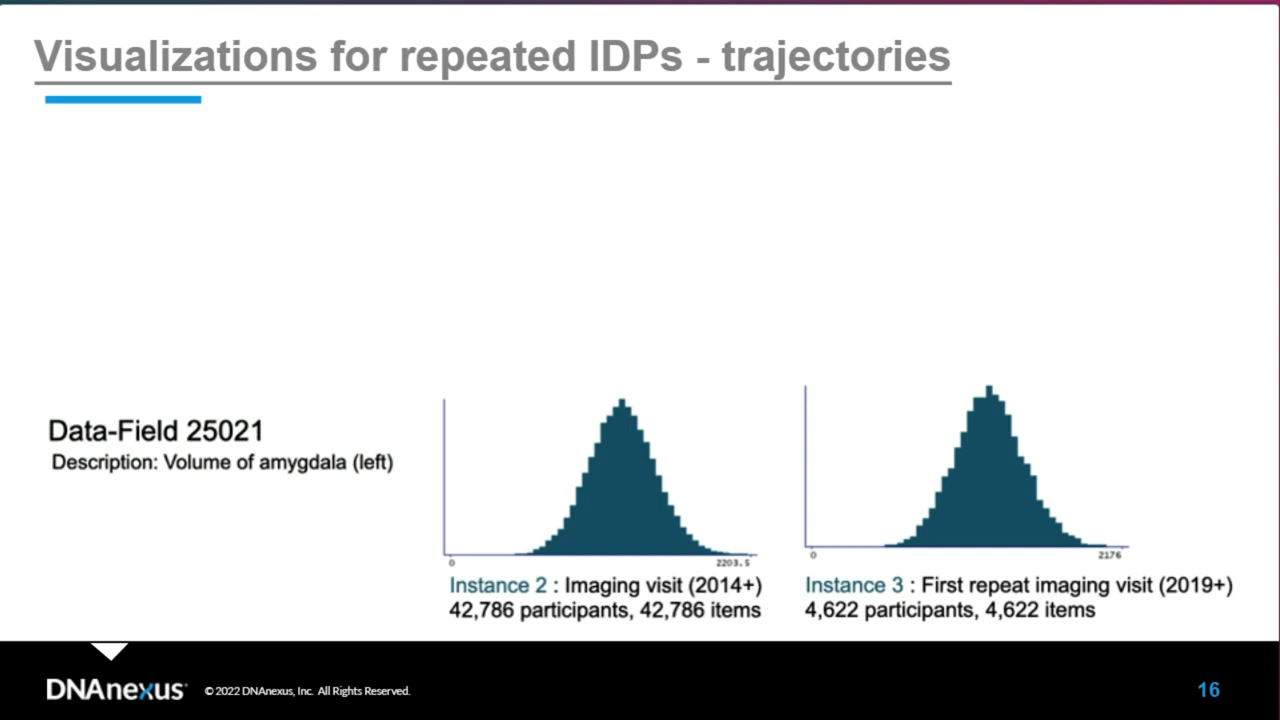 Visualizations for repeated IDPs - trajectories
Data-Field 25021
Description: Volume of amygdala (left)
0
2203.5
Instance 2 : Imaging visit (2014+)
42,786 participants, 42,786 items
0
2176
Instance 3 : First repeat imaging visit (2019+)
4,622 participants, 4,622 items
DNAnexus
© 2022 DNAnexus, Inc. All Rights Reserved.
16